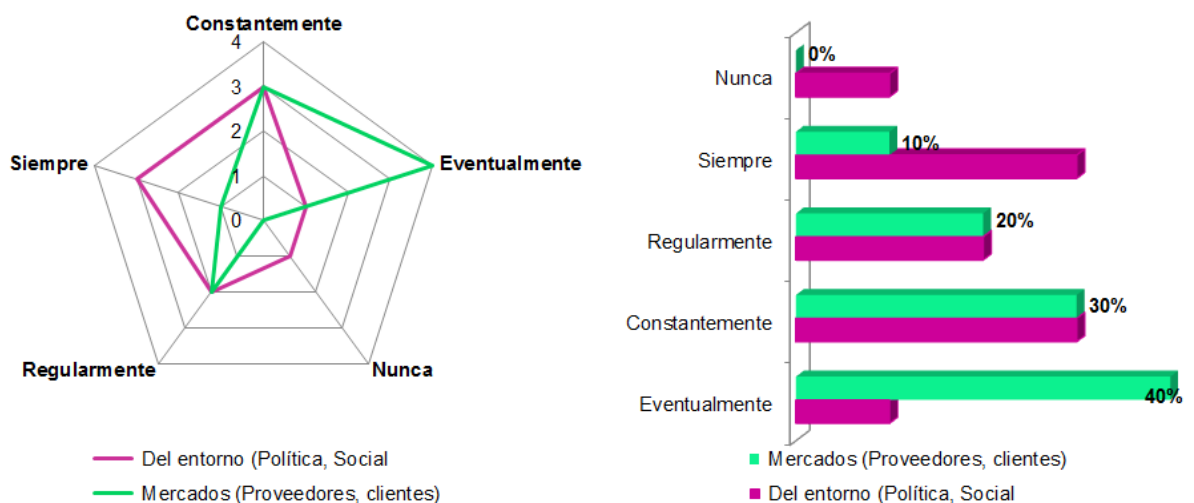 Constantemente
4
3
2
1
0
Siempre
Eventualmente
Regularmente
Nunca
Del entorno (Política, Social
Mercados (Proveedores, clientes)
Nunca
0%
Siempre
10%
Regularmente
20%
Constantemente
30%
Eventualmente
40%
Mercados (Proveedores, clientes)
Del entorno (Política, Social